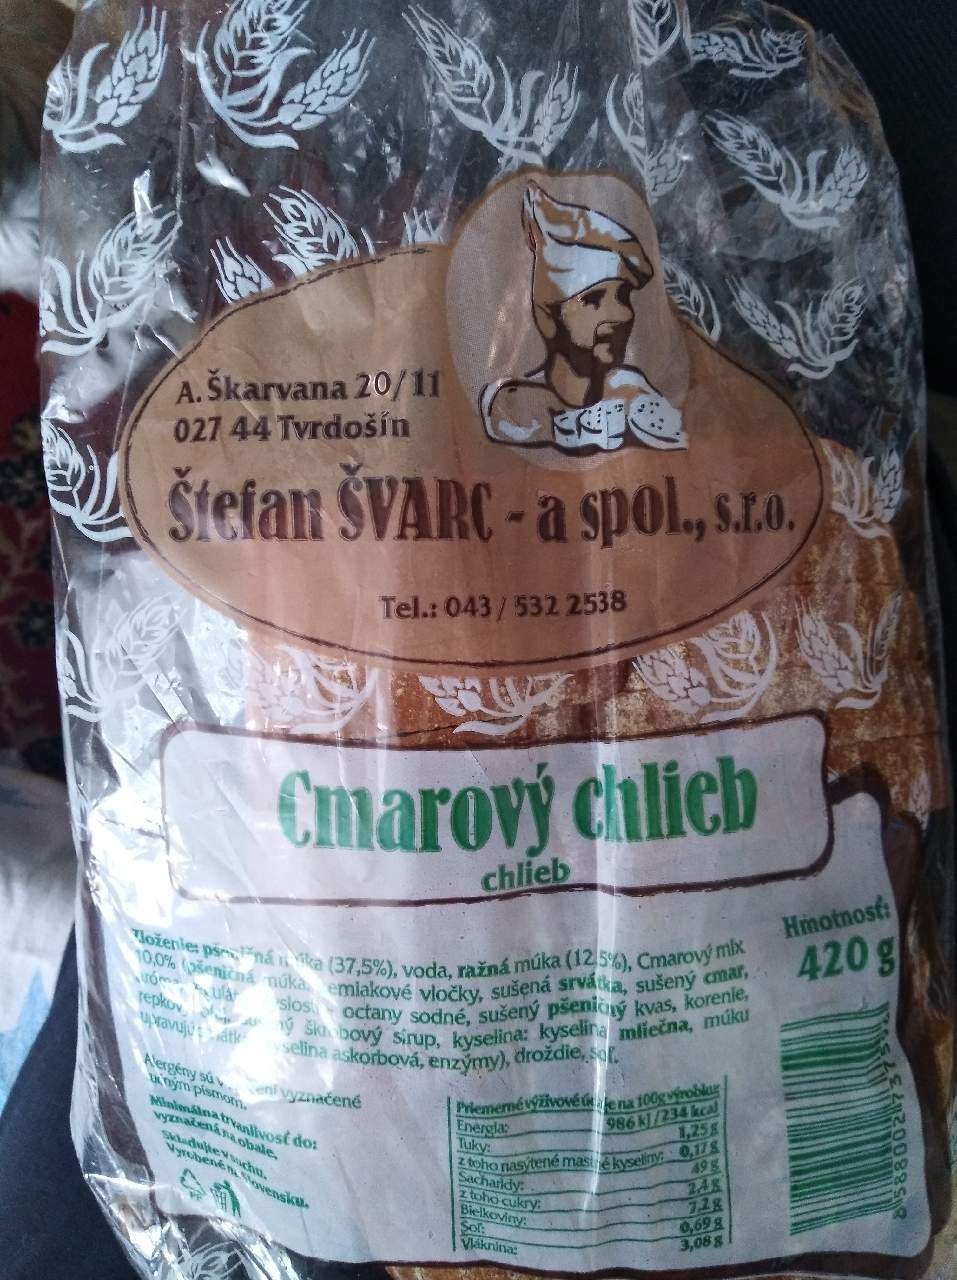 A. Škarvana 20/11
027 44 Tvrdošín
Štefan ŠVARC - a spol., s.r.o.
Tel.: 043 / 532 2538
Cmarový chlieb
chlieb
Hmotnosť:
420 g
Zloženie: pšeničná múka (37,5%), voda, ražná múka (12,5%), Cmarový mix
10,0% (pšeničná múka, zemiakové vločky, sušená srvátka, sušený cmar,
octany sodné, sušený pšeničný kvas, korenie,
škrobový sirup, kyselina: kyselina mliečna, múku
kyselina askorbová, enzýmy), droždie, soľ.
Alergény sú vyznačené
písmom.
Minimálna trvanlivosť do:
vyznačená na obale,
Skladujte v suchu.
Vyrobené na Slovensku.
PP
Priemerné výživové údaje na 100g výrobku:
Energia: 986 kJ / 234 kcal
Tuky: 1,25 g
z toho nasýtené mastné kyseliny: 0,17 g
Sacharidy: 49 g
z toho cukry: 2,4 g
Bielkoviny: 7,2 g
Soľ: 0,69 g
Vláknina: 3,08 g